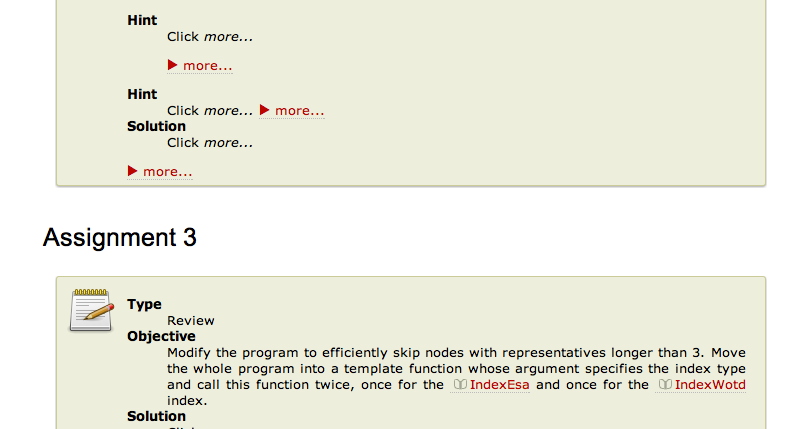 Hint
Click more...
▶ more...
Hint
Click more... ▶ more...
Solution
Click more...
▶ more...
Assignment 3
Type
Review
Objective
Modify the program to efficiently skip nodes with representatives longer than 3. Move
the whole program into a template function whose argument specifies the index type
and call this function twice, once for the IndexEsa and once for the IndexWotd
index.
Solution